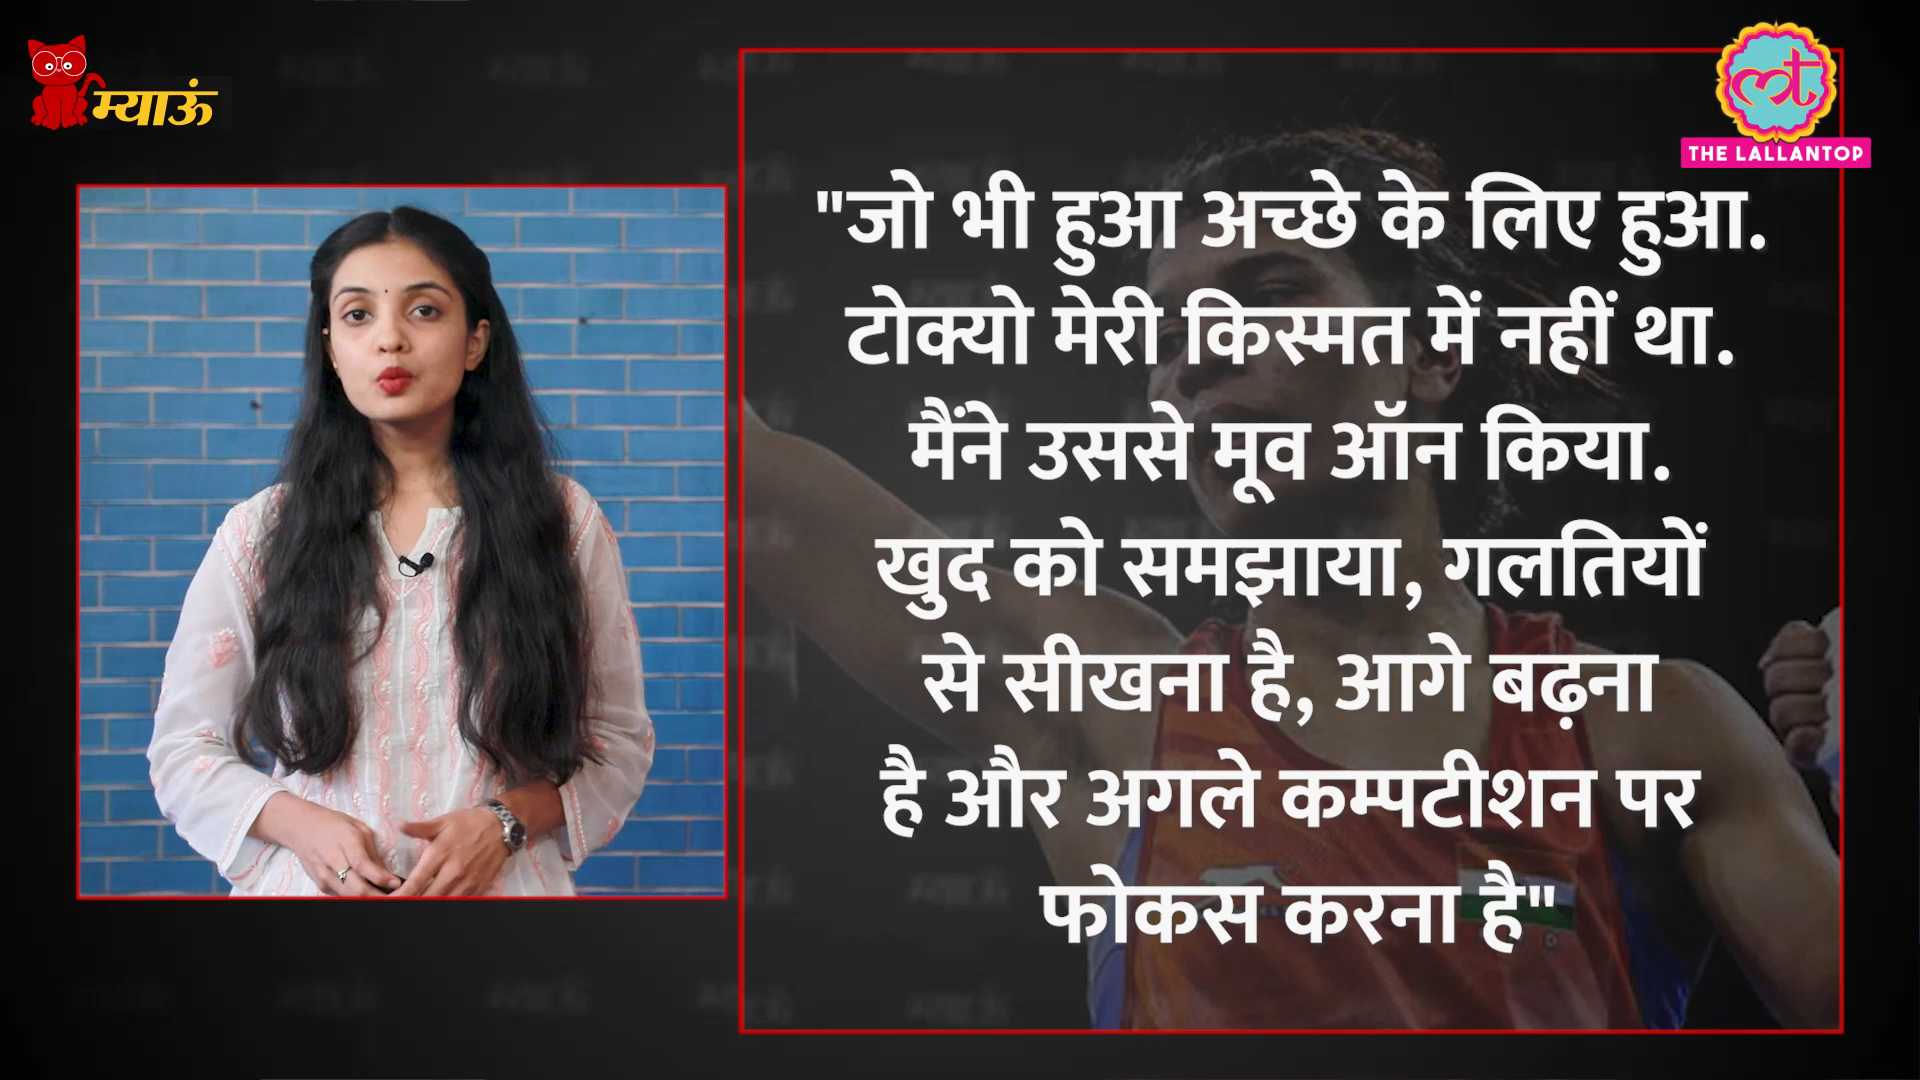 म्याऊं
THE LALLANTOP
"जो भी हुआ अच्छे के लिए हुआ.
टोक्यो मेरी किस्मत में नहीं था.
मैंने उससे मूव ऑन किया.
खुद को समझाया, गलतियों
से सीखना है, आगे बढ़ना
है और अगले कम्पटीशन पर
फोकस करना है"